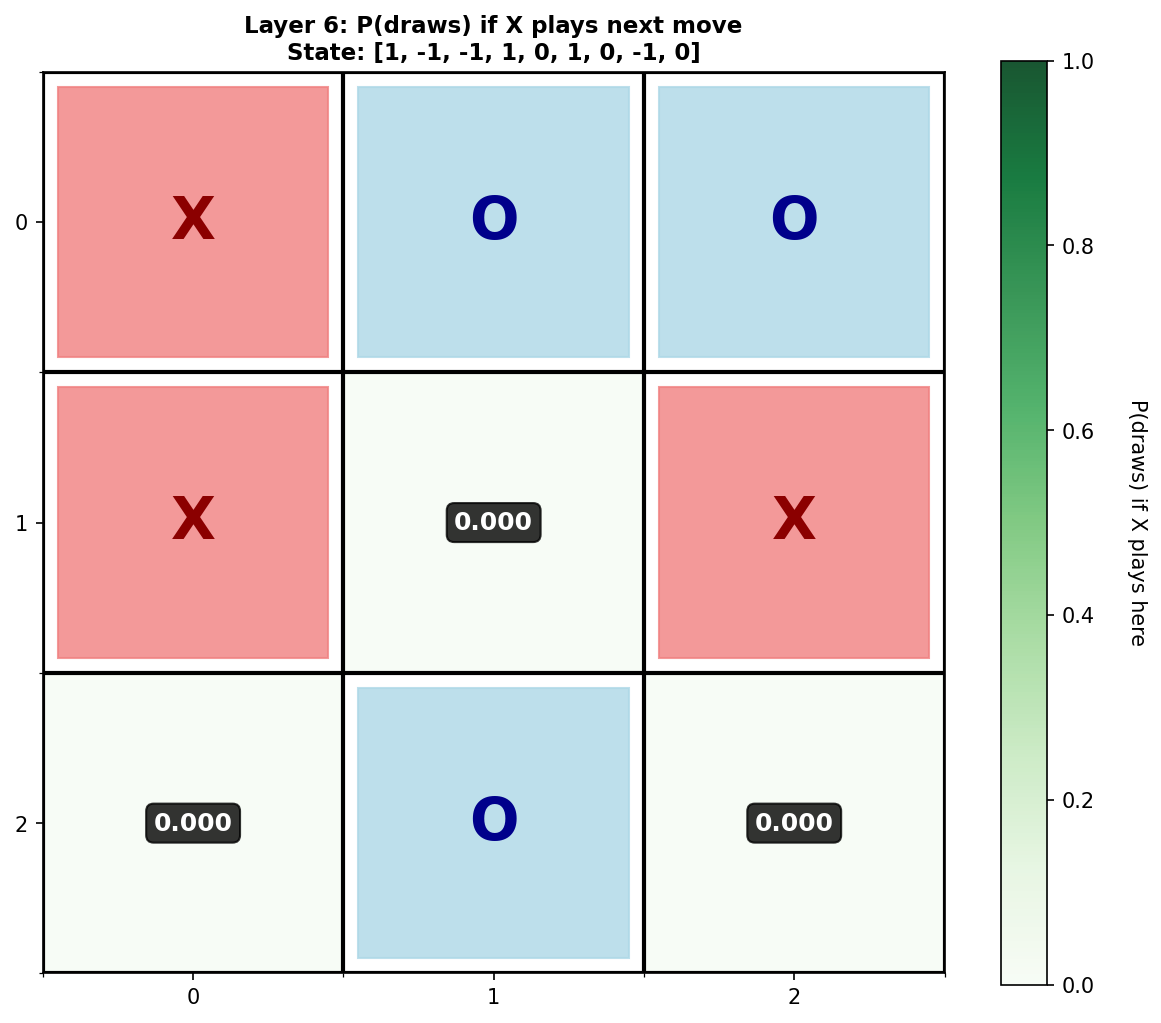 Layer 6: P(draws) if X plays next move
State: [1, -1, -1, 1, 0, 1, 0, -1, 0]
0
X
O
O
1
X
0.000
X
2
0.000
O
0.000
0
1
2
1.0
0.8
0.6
0.4
0.2
0.0
P(draws) if X plays here